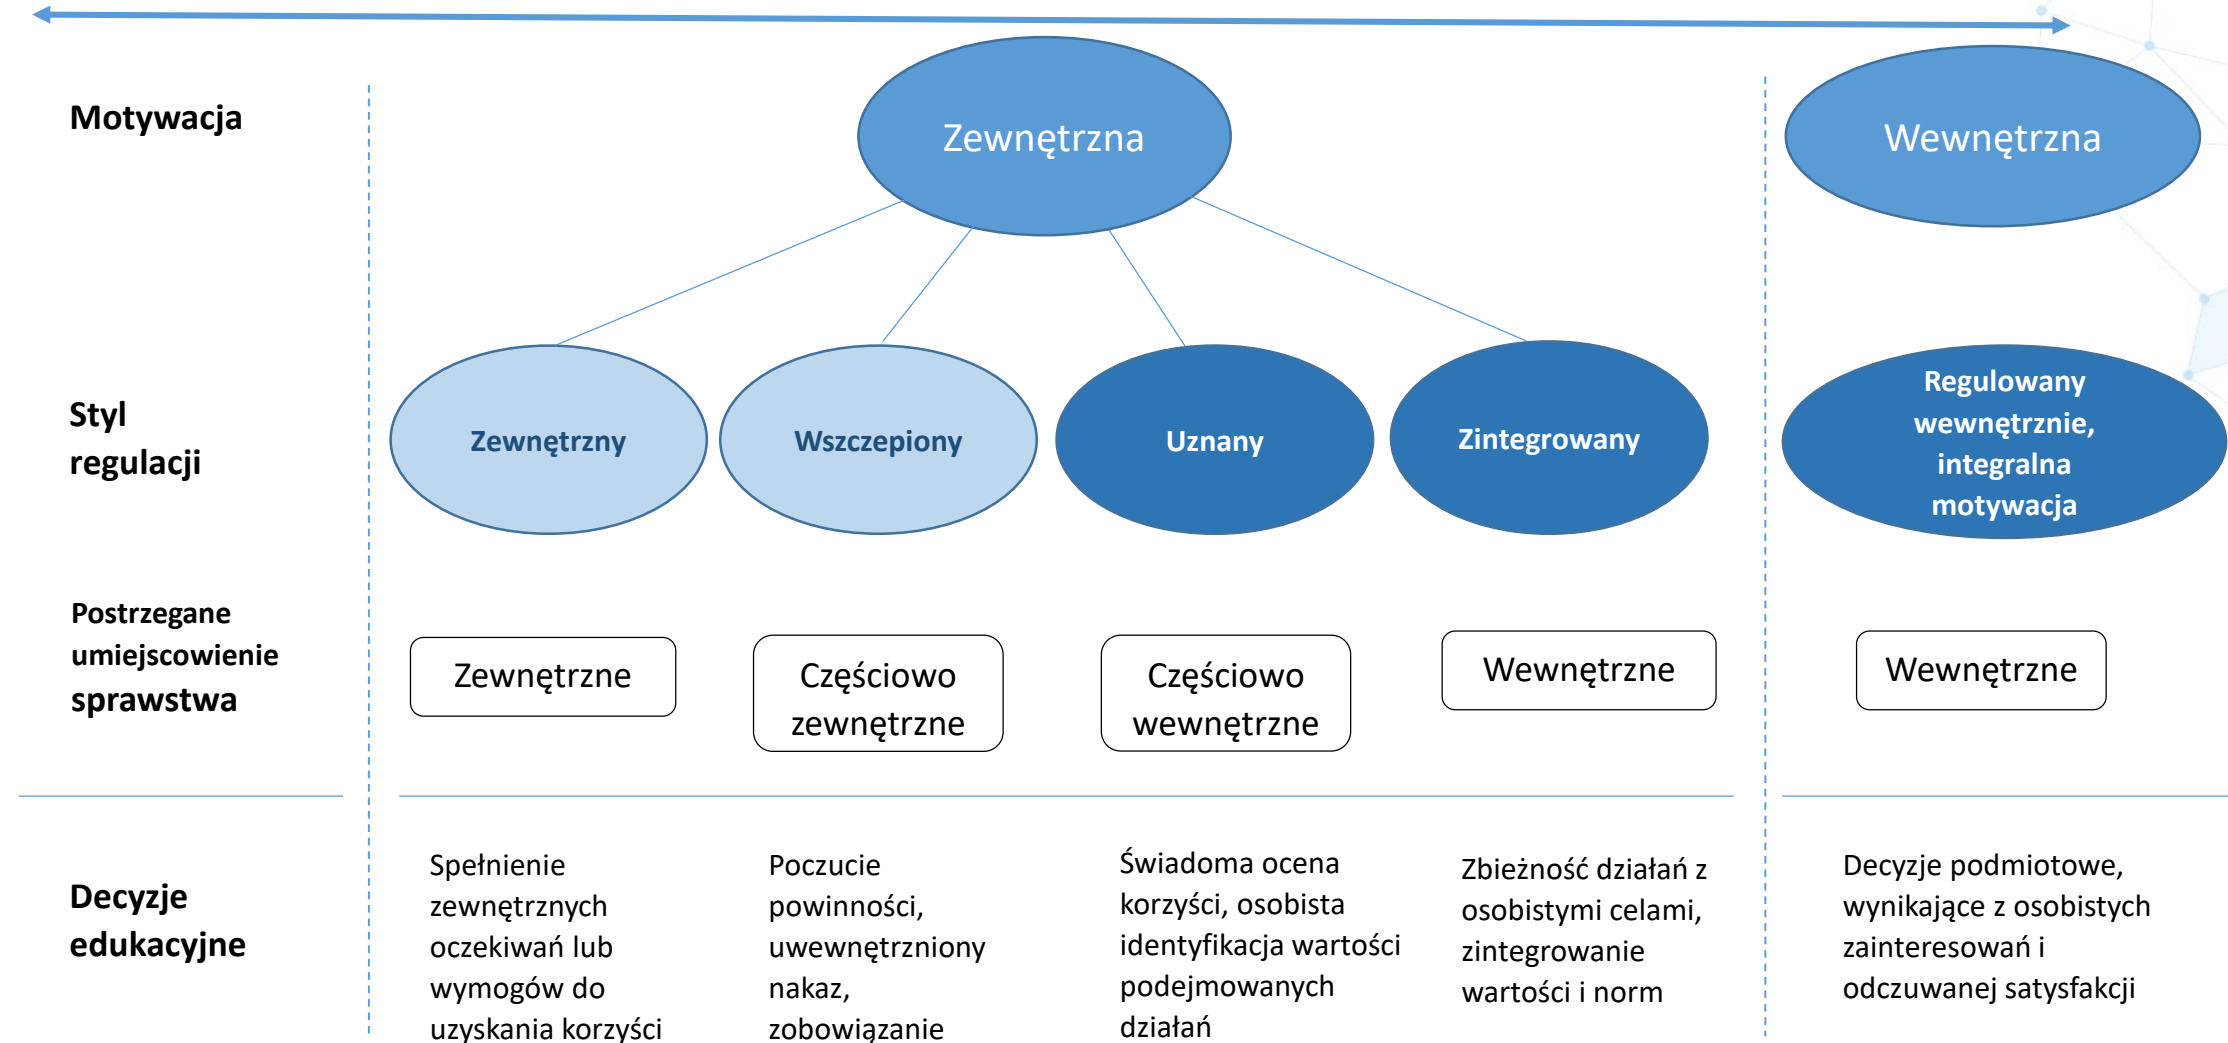 Motywacja
Zewnętrzna
Wewnętrzna
Styl
regulacji
Zewnętrzny
Wszczepiony
Uznany
Zintegrowany
Regulowany
wewnętrznie,
integralna
motywacja
Postrzegane
umiejscowienie
sprawstwa
Zewnętrzne
Częściowo
zewnętrzne
Częściowo
wewnętrzne
Wewnętrzne
Wewnętrzne
Decyzje
edukacyjne
Spełnienie
zewnętrznych
oczekiwań lub
wymogów do
uzyskania korzyści
Poczucie
powinności,
uwewnętrzniony
nakaz,
zobowiązanie
Świadoma ocena
korzyści, osobista
identyfikacja wartości
podejmowanych
działań
Zbieżność działań z
osobistymi celami,
zintegrowanie
wartości i norm
Decyzje podmiotowe,
wynikające z osobistych
zainteresowań i
odczuwanej satysfakcji